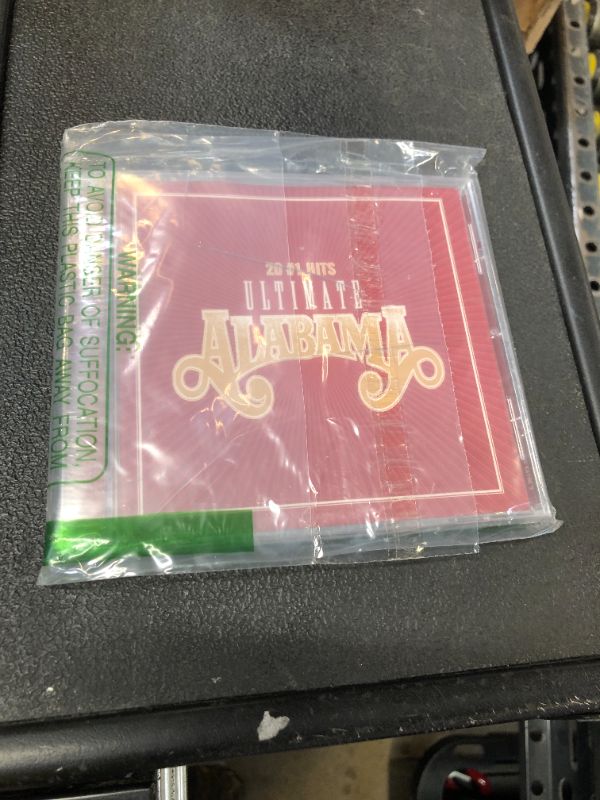 20 #1 HITS
ULTIMATE
ALABAMA
WARNING:
TO AVOID DANGER OF SUFFOCATION,
KEEP THIS PLASTIC BAG AWAY FROM